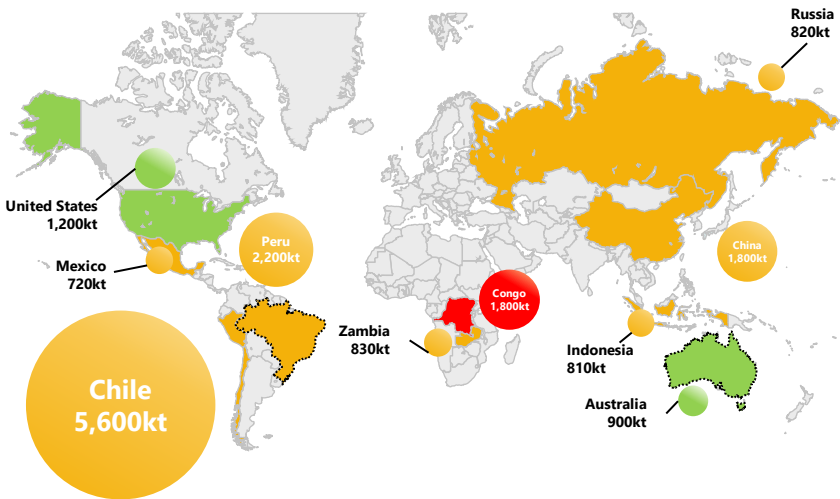 Russia
820kt
United States
1,200kt
Peru
2,200kt
China
1,800kt
Mexico
720kt
Congo
1,800kt
Zambia
830kt
Indonesia
810kt
Chile
5,600kt
Australia
900kt